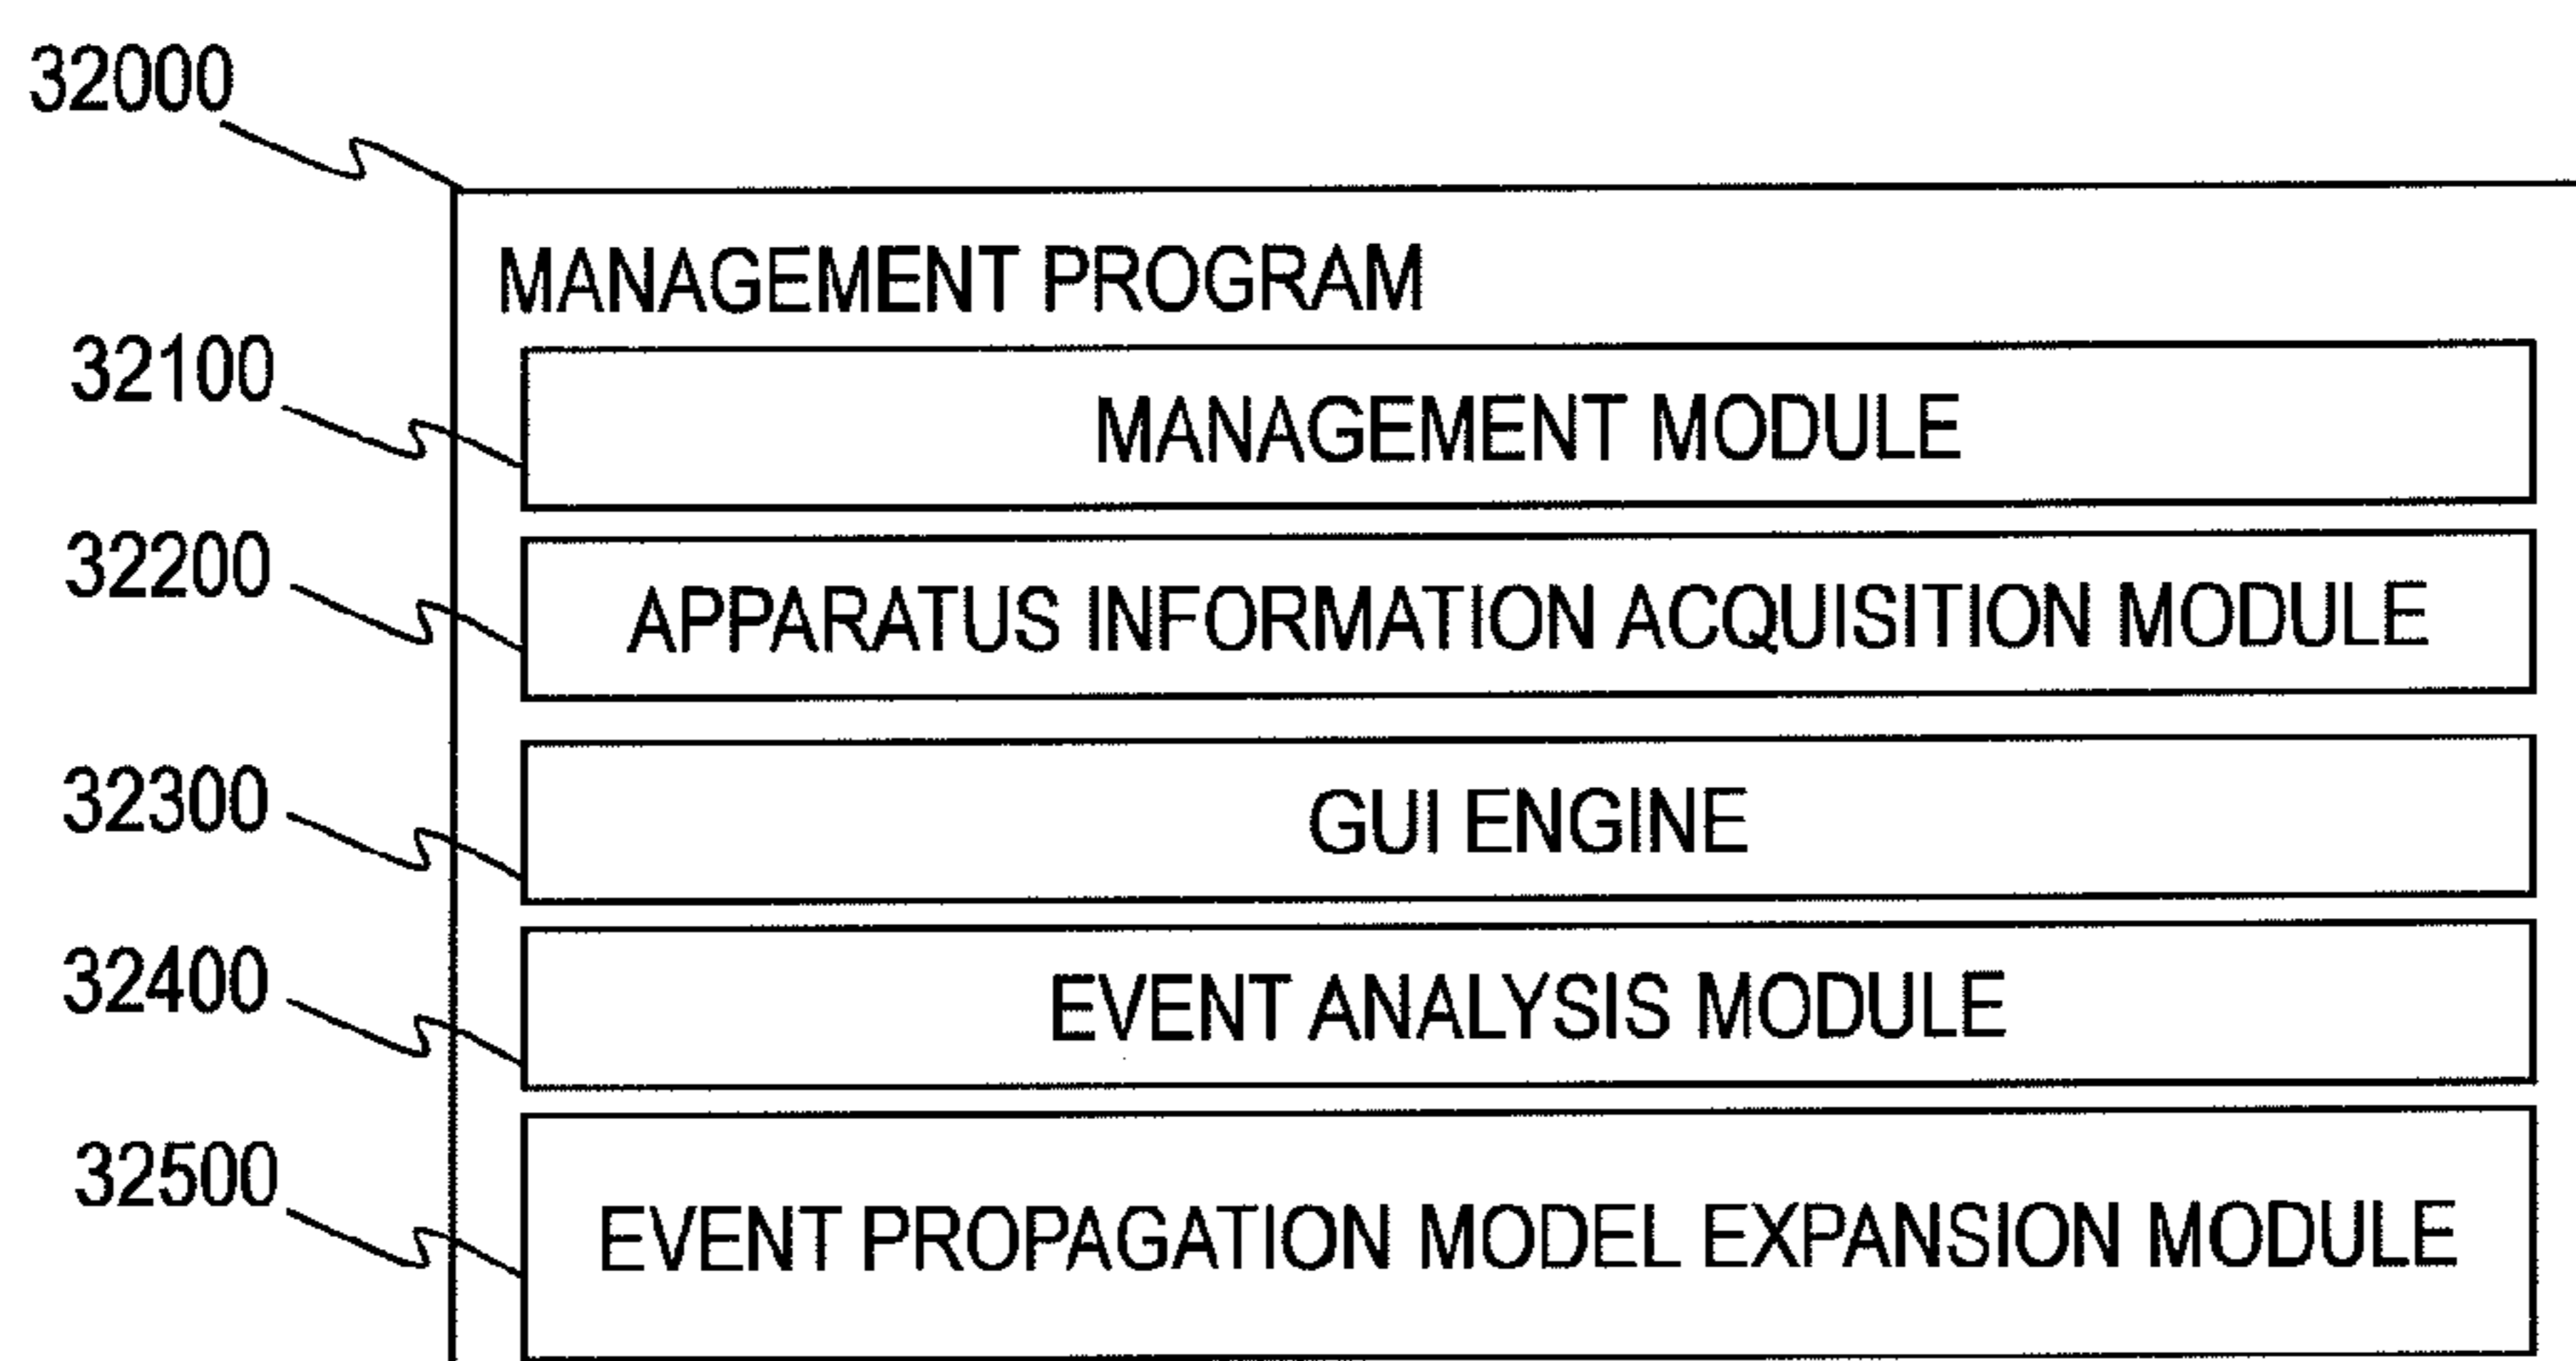 32000
MANAGEMENT PROGRAM
32100
MANAGEMENT MODULE
32200
APPARATUS INFORMATION ACQUISITION MODULE
32300
GUI ENGINE
32400
EVENT ANALYSIS MODULE
32500
EVENT PROPAGATION MODEL EXPANSION MODULE